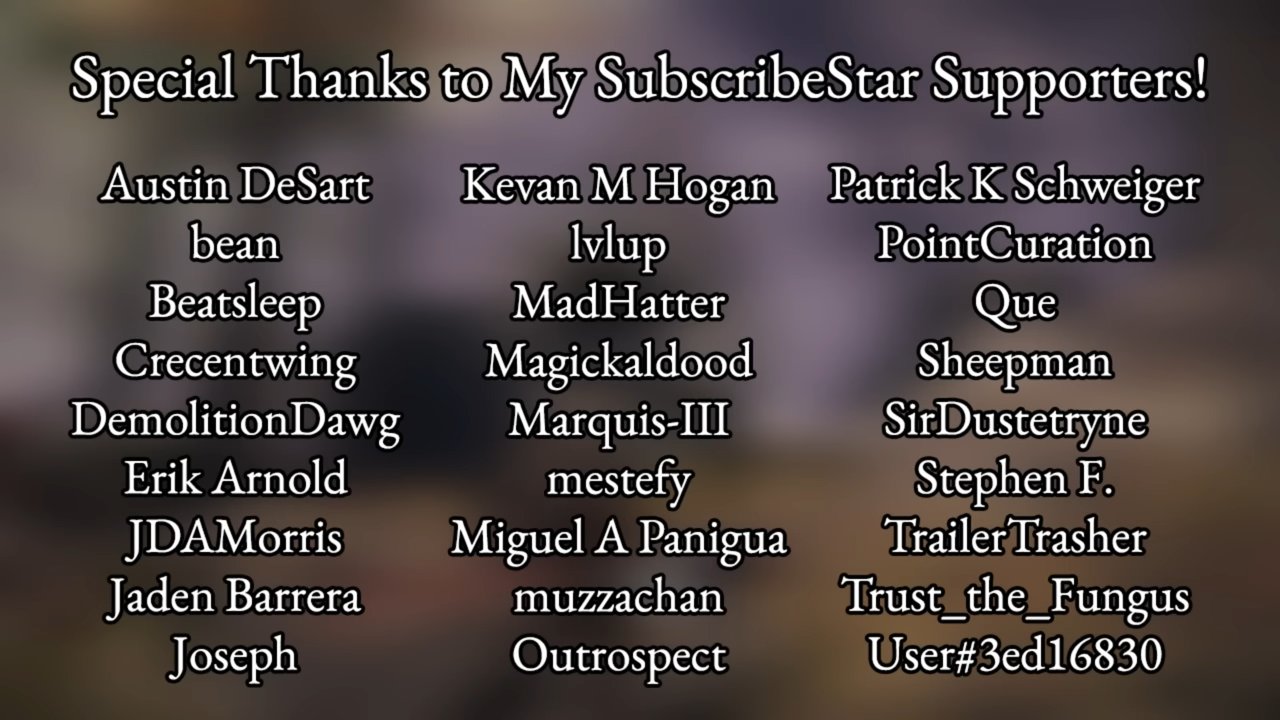 Special Thanks to My SubscribeStar Supporters!
Austin DeSart
bean
Beatsleep
Crecentwing
DemolitionDawg
Erik Arnold
JDAMorris
Jaden Barrera
Joseph
Kevan M Hogan
lvlup
MadHatter
Magickaldood
Marquis-III
mestefy
Miguel A Panigua
muzzachan
Outrospect
Patrick K Schweiger
PointCuration
Que
Sheepman
SirDustetryne
Stephen F.
TrailerTrasher
Trust_the_Fungus
User#3ed16830